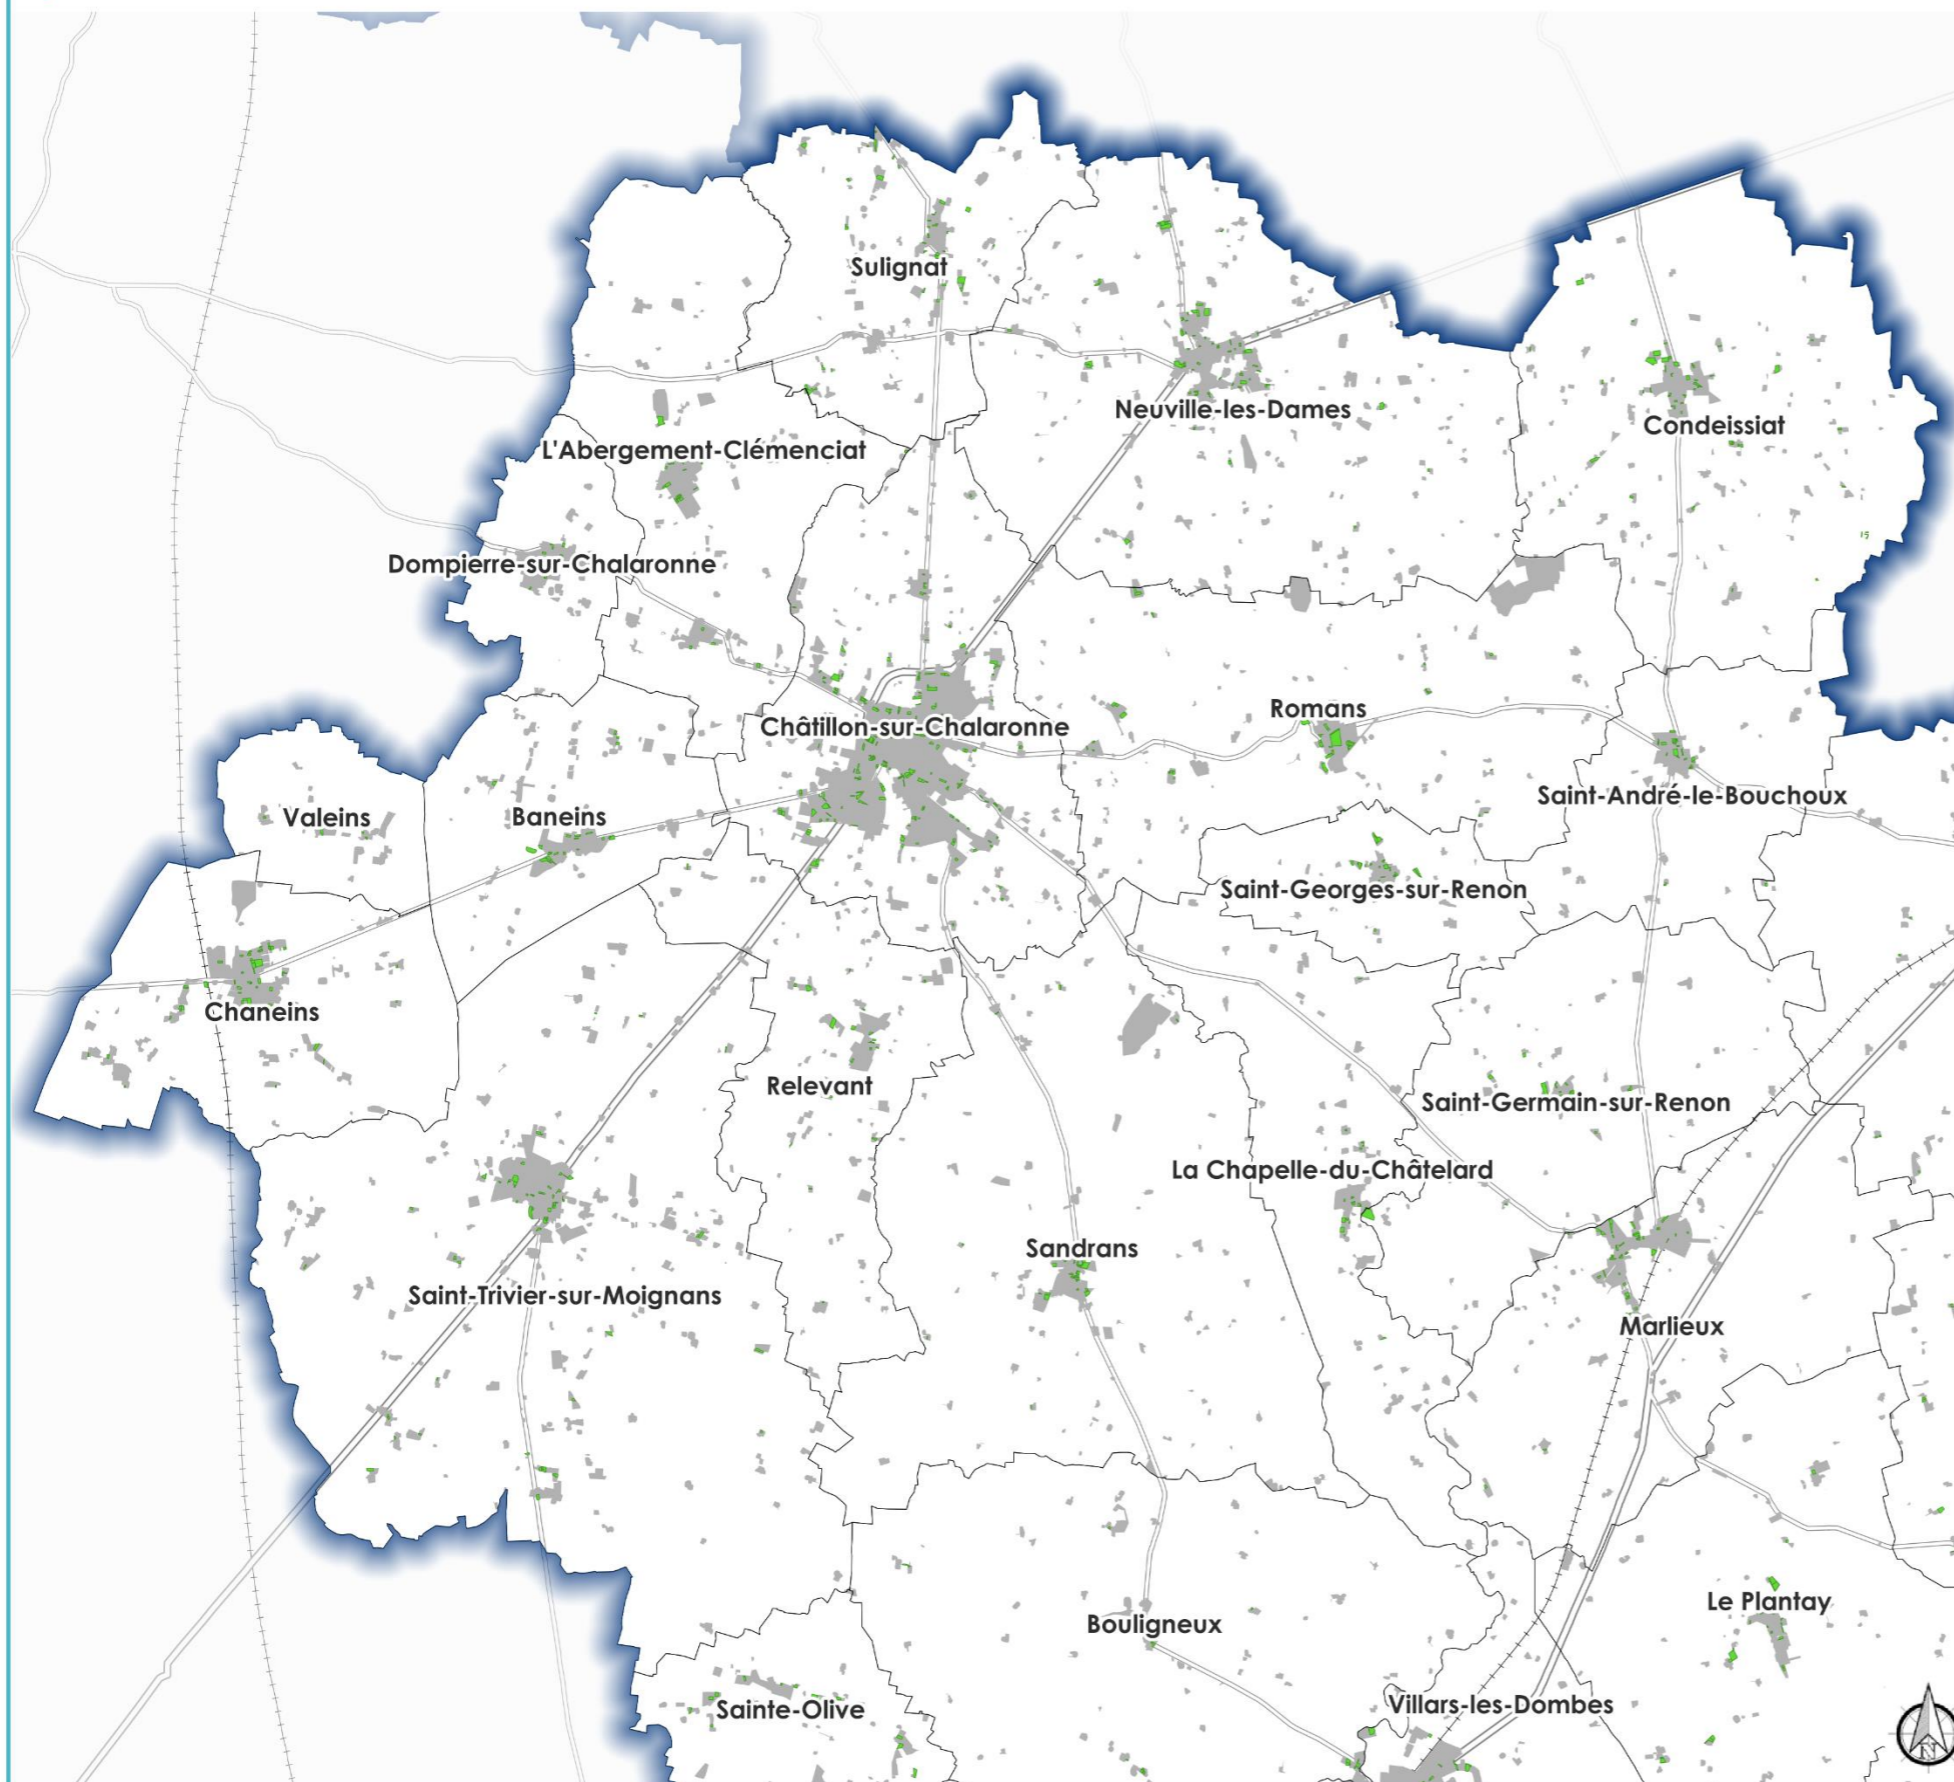 Sulignat
Neuville-les-Dames
Condeissiat
L'Abergement-Clémenciat
Dompierre-sur-Chalaronne
Romans
Châtillon-sur-Chalaronne
Saint-André-le-Bouchoux
Valeins
Baneins
Saint-Georges-sur-Renon
Chaneins
Relevant
Saint-Germain-sur-Renon
La Chapelle-du-Châtelard
Sandrans
Saint-Trivier-sur-Moignans
Marlieux
Le Plantay
Bouligneux
Villars-les-Dombes
Sainte-Olive
N